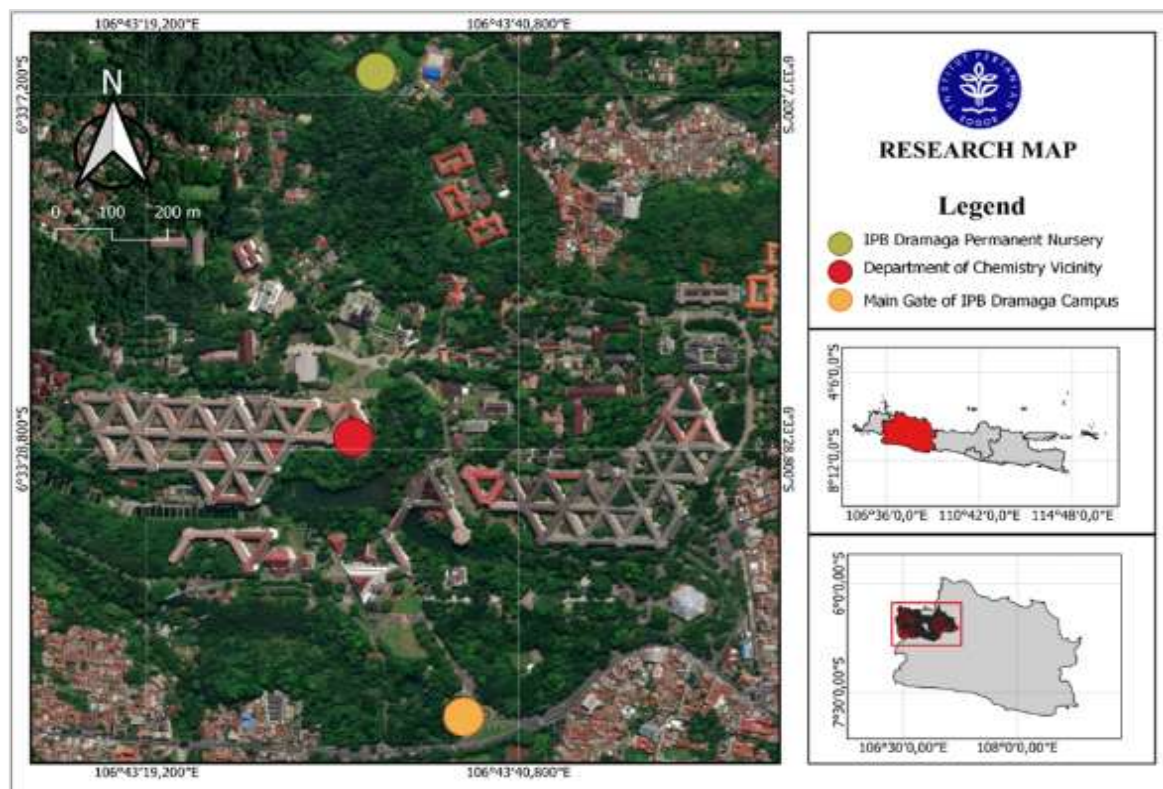 106°43'19,200"E 106°43'40,800"E
6°33'7,200"S 6°33'7,200"S
N
0 100 200 m
6°33'28,800"S 6°33'28,800"S
106°43'19,200"E 106°43'40,800"E
INSTITUT PERTANIAN
BOGOR
RESEARCH MAP
Legend
IPB Dramaga Permanent Nursery
Department of Chemistry Vicinity
Main Gate of IPB Dramaga Campus
4°6'0,0"S
8°12'0,0"S
106°36'0,0"E 110°42'0,0"E 114°48'0,0"E
6°0'0,00"S
7°30'0,00"S
106°30'0,00"E 108°0'0,00"E